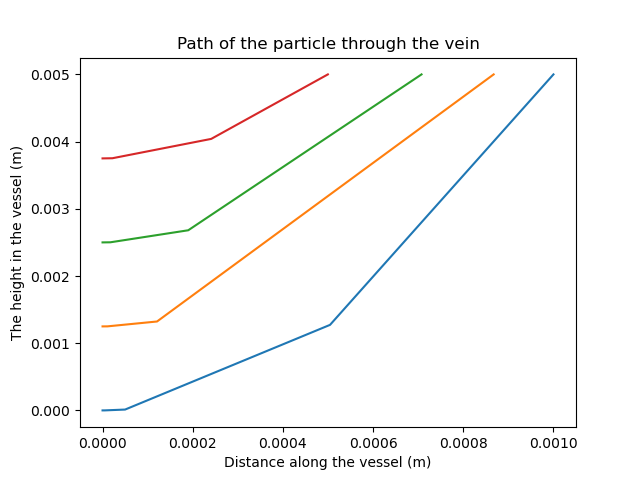 Path of the particle through the vein
0.005
0.004
0.003
0.002
0.001
0.000
The height in the vessel (m)
0.0000 0.0002 0.0004 0.0006 0.0008 0.0010
Distance along the vessel (m)